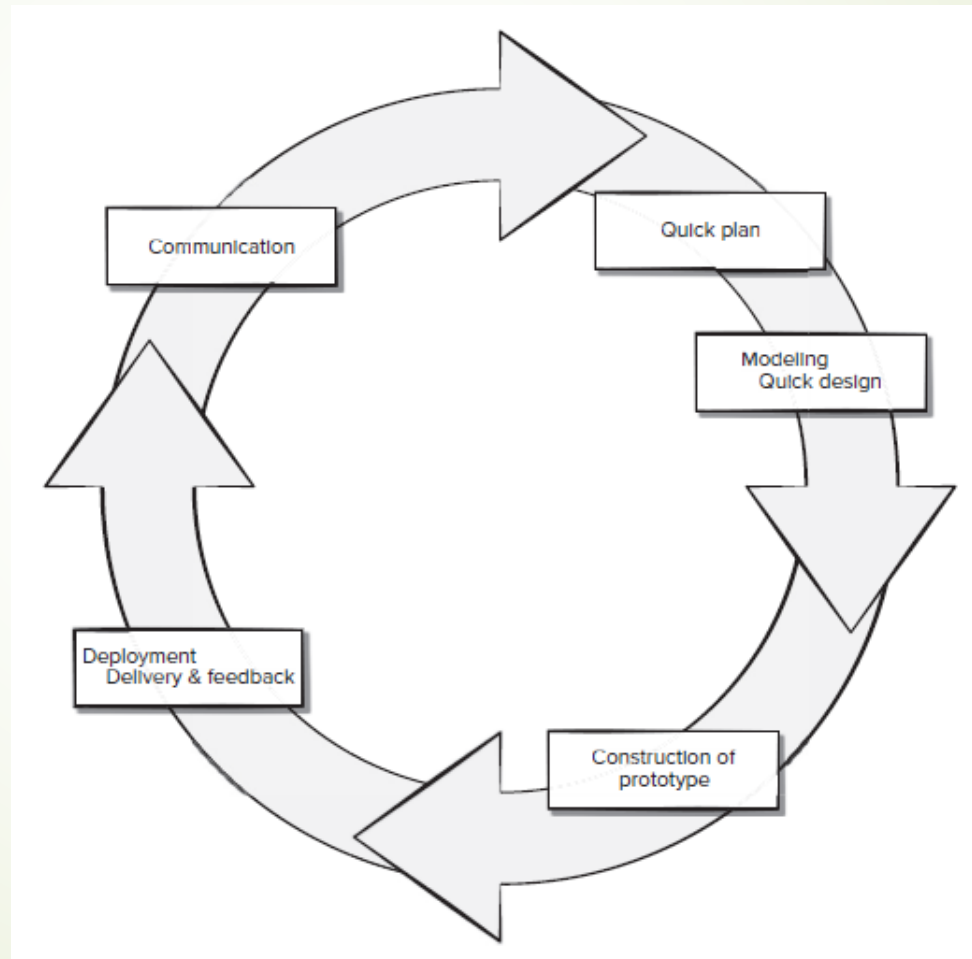 Communication
Quick plan
Modeling
Quick design
Construction of
prototype
Deployment
Delivery & feedback